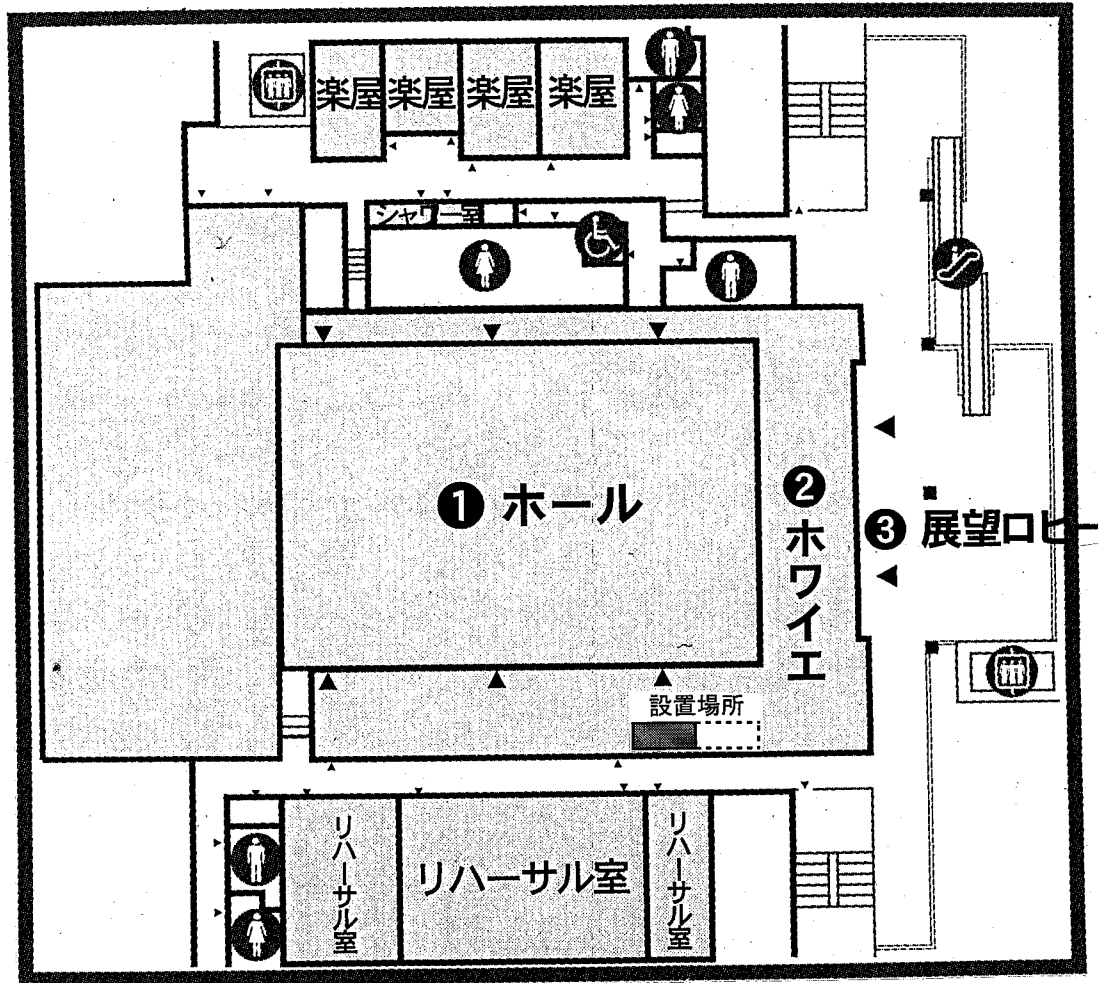 楽屋 楽屋 楽屋 楽屋
シャワー室
❶ ホール
❷ ホワイエ
❸ 展望ロビー
設置場所
リハーサル室
リハーサル室
リハーサル室